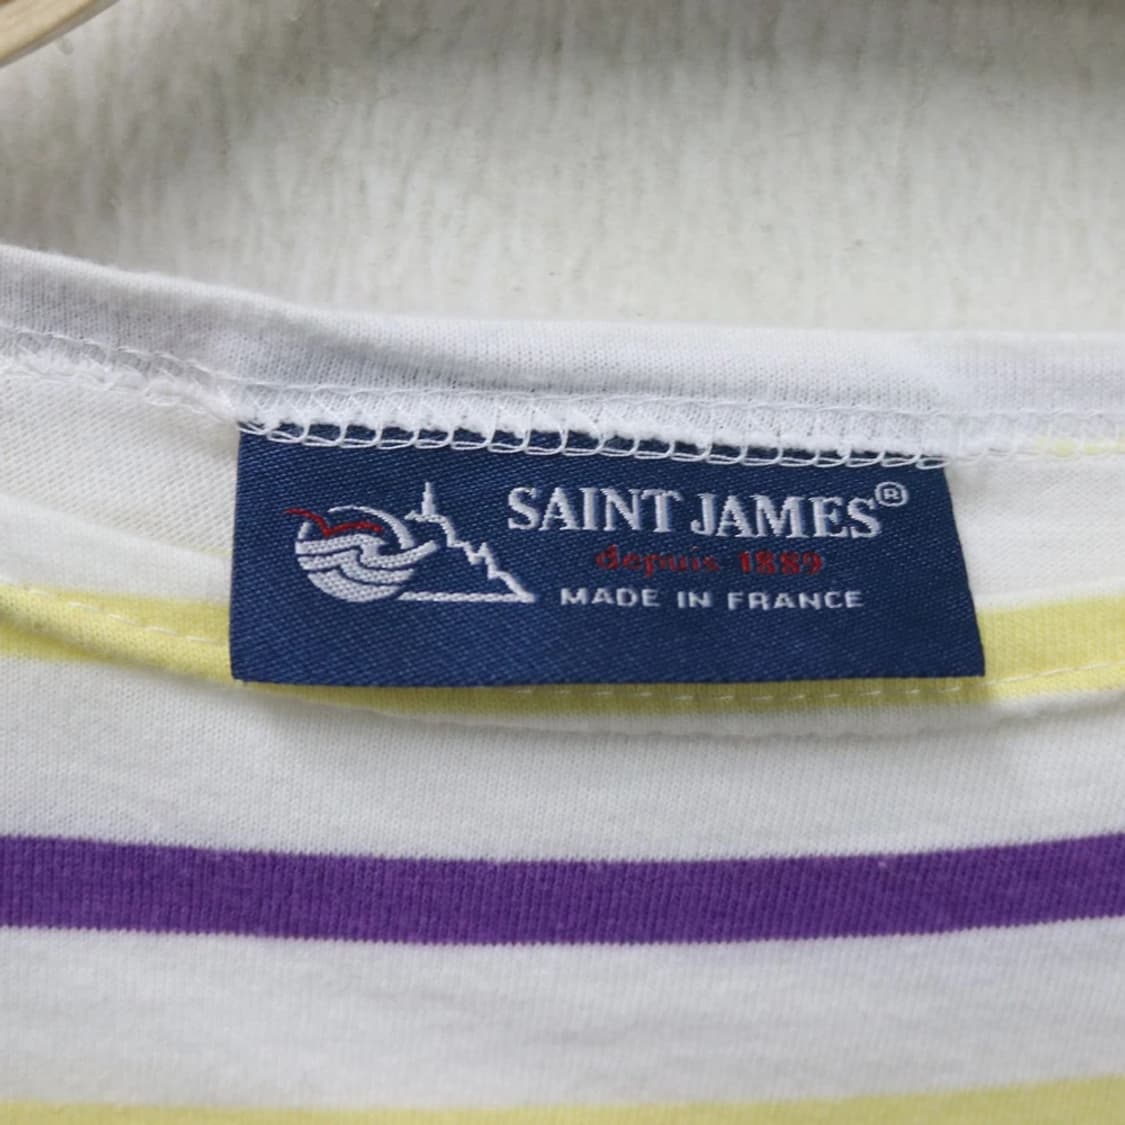 SAINT JAMES®
depuis 1889
MADE IN FRANCE